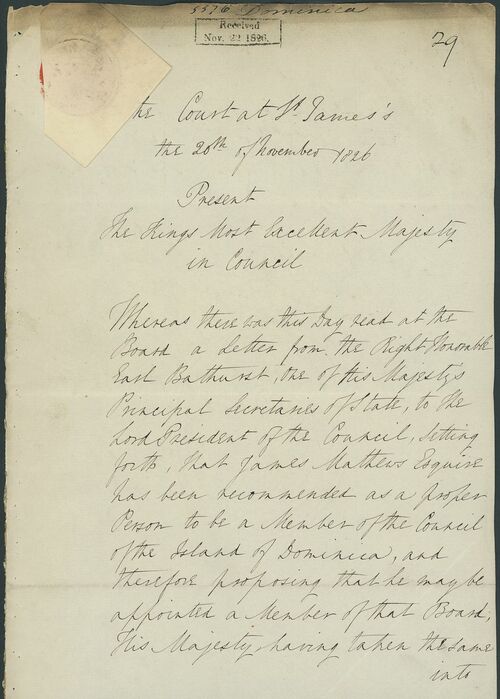 5576 Dominica
Received
Nov. 22 1826.
29
the Court at St James's
the 20th of November 1826
Present
The Kings Most Excellent Majesty
in Council
Whereas there was this Day read at the
Board a Letter from the Right Honorable
Earl Bathurst, one of His Majesty's
Principal Secretaries of State, to the
Lord President of the Council, setting
forth, that James Mathews Esquire
has been recommended as a proper
Person to be a Member of the Council
of the Island of Dominica, and
therefore proposing that he may be
appointed a Member of that Board,
His Majesty having taken the same
into